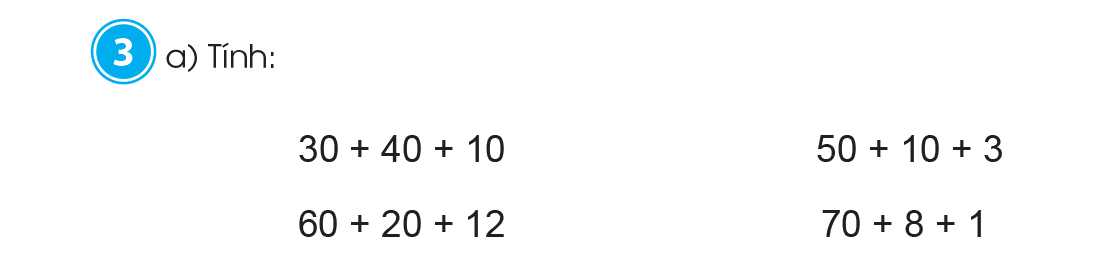 3 a) Tính:
30 + 40 + 10 50 + 10 + 3
60 + 20 + 12 70 + 8 + 1